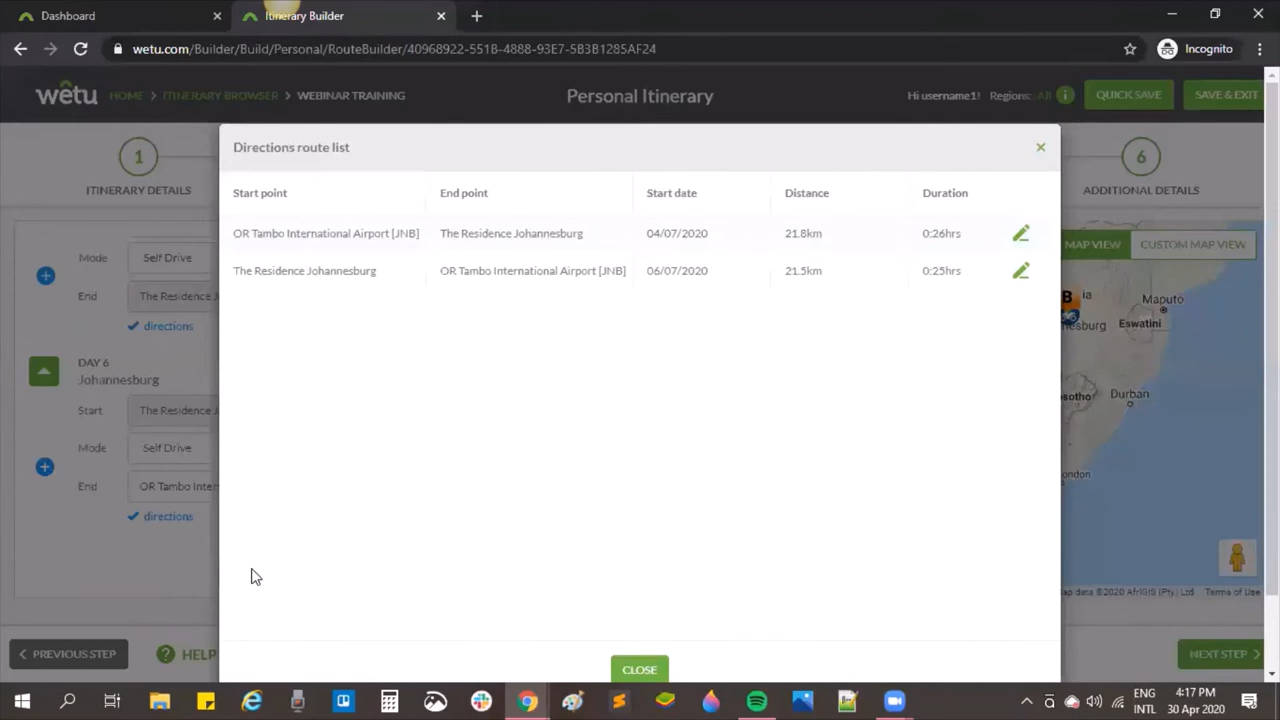 Dashboard
Itinerary Builder
wetu.com/Builder/Build/Personal/RouteBuilder/40968922-551B-4888-93E7-5B3B1285AF24
Incognito
wetu HOME > ITINERARY BROWSER > WEBINAR TRAINING
Personal Itinerary
Hi username1! Regions: All
QUICK SAVE
SAVE & EXIT
1
ITINERARY DETAILS
6
ADDITIONAL DETAILS
Directions route list
Start point End point Start date Distance Duration
OR Tambo International Airport [JNB] The Residence Johannesburg 04/07/2020 21.8km 0:26hrs
The Residence Johannesburg OR Tambo International Airport [JNB] 06/07/2020 21.5km 0:25hrs
CLOSE
Mode Self Drive
End The Residence J
directions
DAY 6
Johannesburg
Start The Residence J
Mode Self Drive
End OR Tambo Inter
directions
MAP VIEW
CUSTOM MAP VIEW
B
ia
Maputo
esburg
Eswatini
sotho
Durban
ondon
ap data ©2020 AfriGIS (Pty) Ltd Terms of Use
PREVIOUS STEP
HELP
NEXT STEP
ENG
INTL
4:17 PM
30 Apr 2020